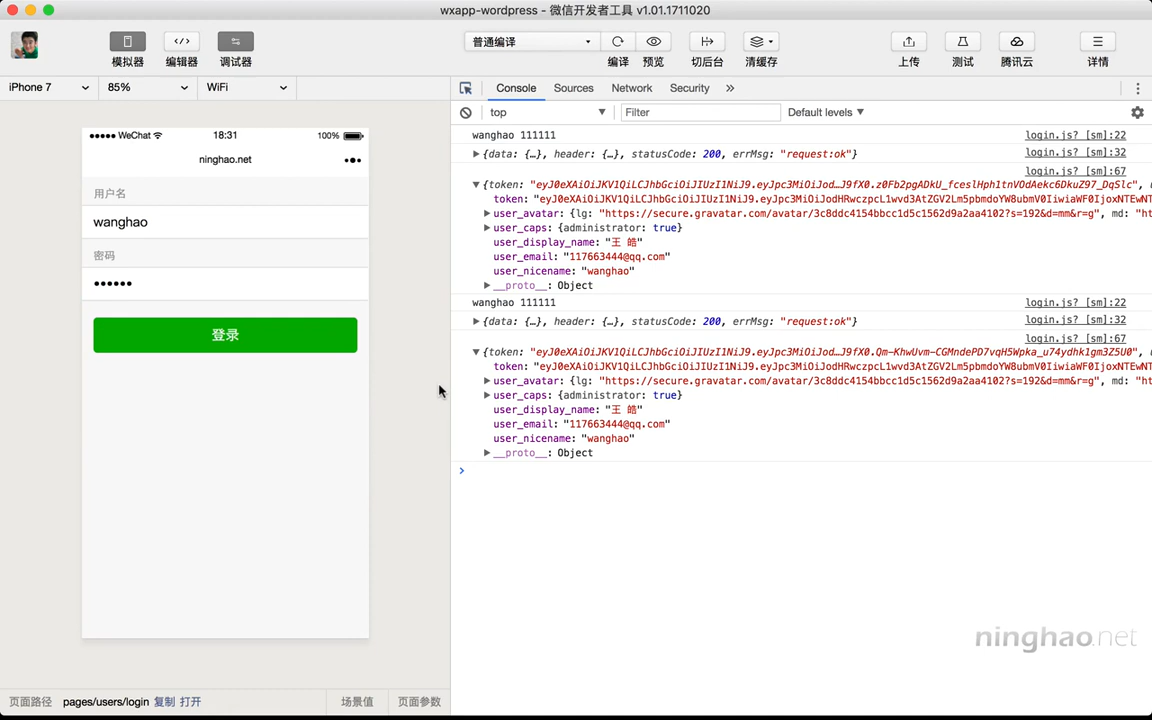 wxapp-wordpress - 微信开发者工具 v1.01.1711020
模拟器 编辑器 调试器
普通编译
编译 预览 切后台 清缓存
上传 测试 腾讯云 详情
iPhone 7 85% WiFi
Console Sources Network Security »
top Filter Default levels
WeChat 18:31 100%
ninghao.net
用户名
wanghao
密码
••••••
登录
wanghao 111111 login.js? [sm]:22
{data: {…}, header: {…}, statusCode: 200, errMsg: "request:ok"} login.js? [sm]:32
login.js? [sm]:67
{token: "eyJ0eXAiOiJKV1QiLCJhbGciOiJIUzI1NiJ9.eyJpc3MiOiJod…J9fX0.z0Fb2pgADkU_fceslHph1tnVOdAekc6DkuZ97_DqSlc",
token: "eyJ0eXAiOiJKV1QiLCJhbGciOiJIUzI1NiJ9.eyJpc3MiOiJodHRwczpcL1wvd3AtZGV2Lm5pbmdoYW8ubmV0IiwiaWF0IjoxNTEwNT
user_avatar: {lg: "https://secure.gravatar.com/avatar/3c8ddc4154bbcc1d5c1562d9a2aa4102?s=192&d=mm&r=g", md: "ht
user_caps: {administrator: true}
user_display_name: "王 皓"
user_email: "117663444@qq.com"
user_nicename: "wanghao"
__proto__: Object
wanghao 111111 login.js? [sm]:22
{data: {…}, header: {…}, statusCode: 200, errMsg: "request:ok"} login.js? [sm]:32
login.js? [sm]:67
{token: "eyJ0eXAiOiJKV1QiLCJhbGciOiJIUzI1NiJ9.eyJpc3MiOiJod…J9fX0.Qm-KhwUvm-CGMndePD7vqH5Wpka_u74ydhk1gm3Z5U0",
token: "eyJ0eXAiOiJKV1QiLCJhbGciOiJIUzI1NiJ9.eyJpc3MiOiJodHRwczpcL1wvd3AtZGV2Lm5pbmdoYW8ubmV0IiwiaWF0IjoxNTEwNT
user_avatar: {lg: "https://secure.gravatar.com/avatar/3c8ddc4154bbcc1d5c1562d9a2aa4102?s=192&d=mm&r=g", md: "ht
user_caps: {administrator: true}
user_display_name: "王 皓"
user_email: "117663444@qq.com"
user_nicename: "wanghao"
__proto__: Object
ninghao.net
页面路径 pages/users/login 复制 打开 场景值 页面参数